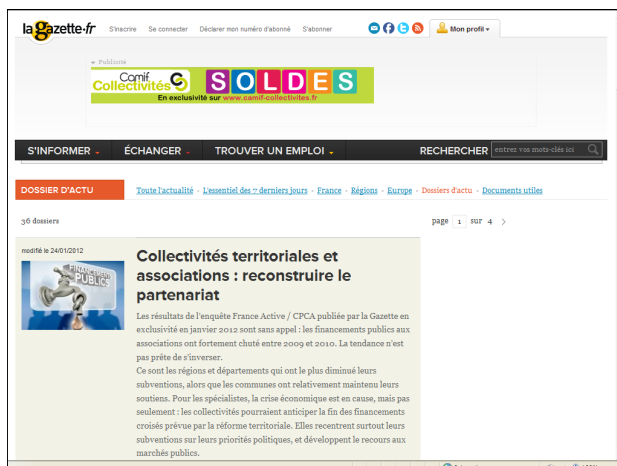 la gazette.fr S'inscrire Se connecter Déclarer mon numéro d'abonné S'abonner Mon profil
Publicité
Camif
Collectivités SOLDES
En exclusivité sur www.camif-collectivites.fr
S'INFORMER ÉCHANGER TROUVER UN EMPLOI RECHERCHER entrez vos mots-clés ici
DOSSIER D'ACTU Toute l'actualité - L'essentiel des 7 derniers jours - France - Régions - Europe - Dossiers d'actu - Documents utiles
36 dossiers page 1 sur 4 >
modifié le 24/01/2012
FINANCEMENTS
PUBLICS
Collectivités territoriales et
associations : reconstruire le
partenariat
Les résultats de l'enquête France Active / CPCA publiée par la Gazette en
exclusivité en janvier 2012 sont sans appel : les financements publics aux
associations ont fortement chuté entre 2009 et 2010. La tendance n'est
pas prête de s'inverser.
Ce sont les régions et départements qui ont le plus diminué leurs
subventions, alors que les communes ont relativement maintenu leurs
soutiens. Pour les spécialistes, la crise économique est en cause, mais pas
seulement : les collectivités pourraient anticiper la fin des financements
croisés prévue par la réforme territoriale. Elles recentrent surtout leurs
subventions sur leurs priorités politiques, et développent le recours aux
marchés publics.